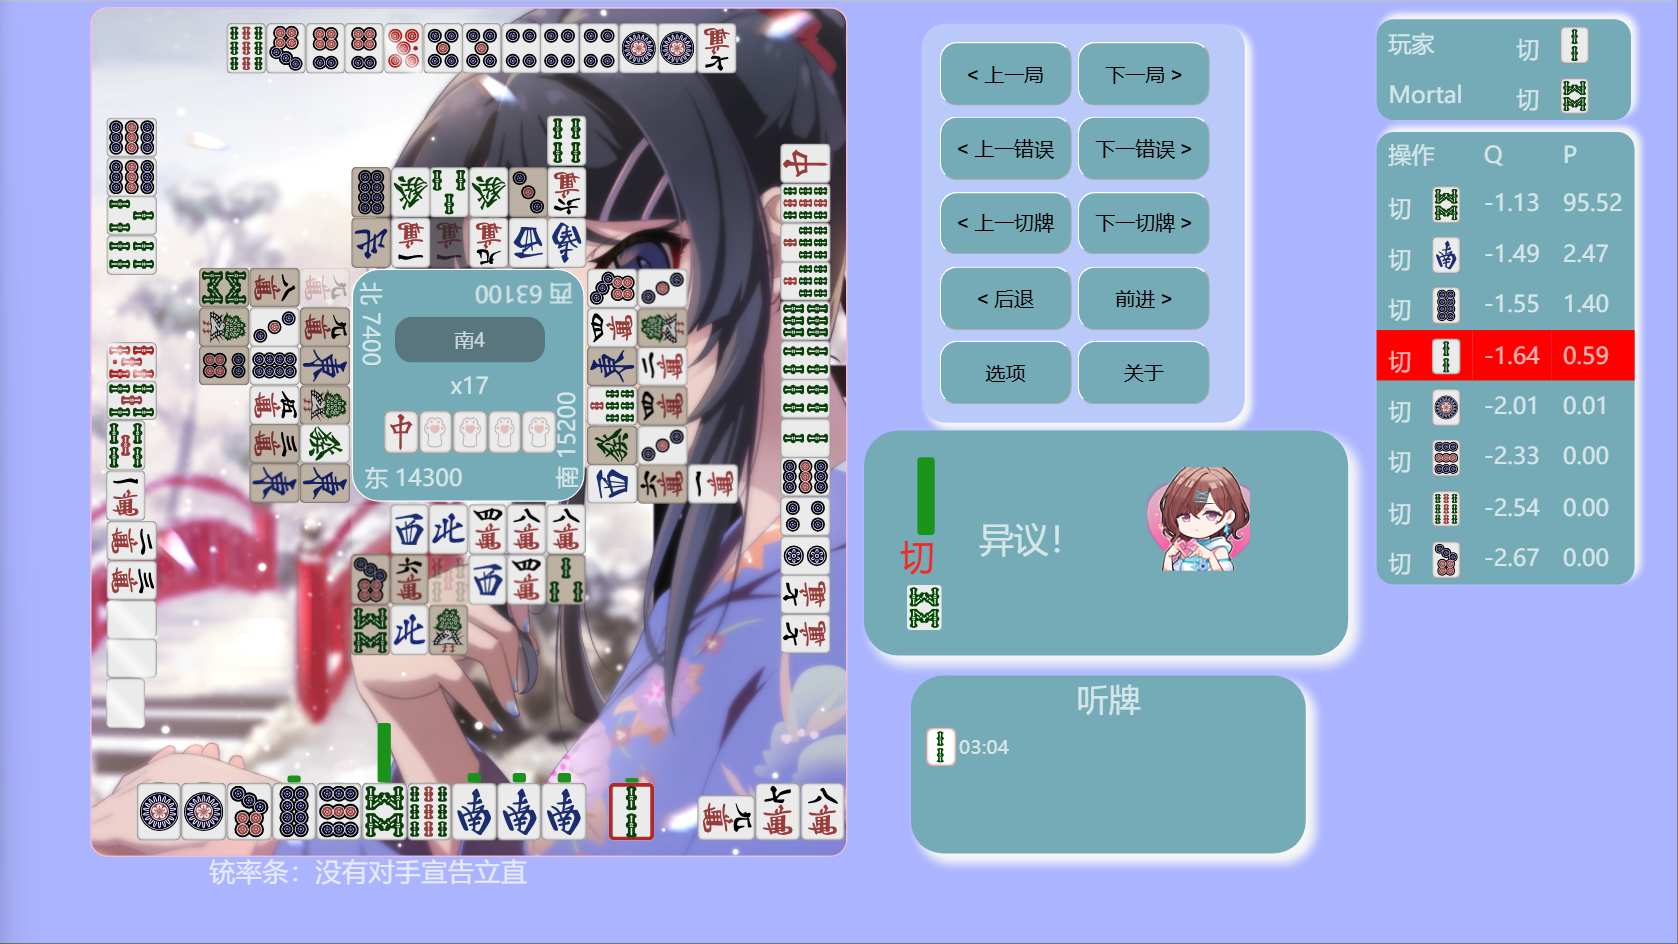 < 上一局
下一局 >
< 上一错误
下一错误 >
< 上一切牌
下一切牌 >
< 后退
前进 >
选项
关于
玩家 切
Mortal 切
操作 Q P
切 -1.13 95.52
切 -1.49 2.47
切 -1.55 1.40
切 -1.64 0.59
切 -2.01 0.01
切 -2.33 0.00
切 -2.54 0.00
切 -2.67 0.00
西 63100
北 7400
南4
x17
南 15200
东 14300
异议！
切
听牌
03:04
铳率条：没有对手宣告立直